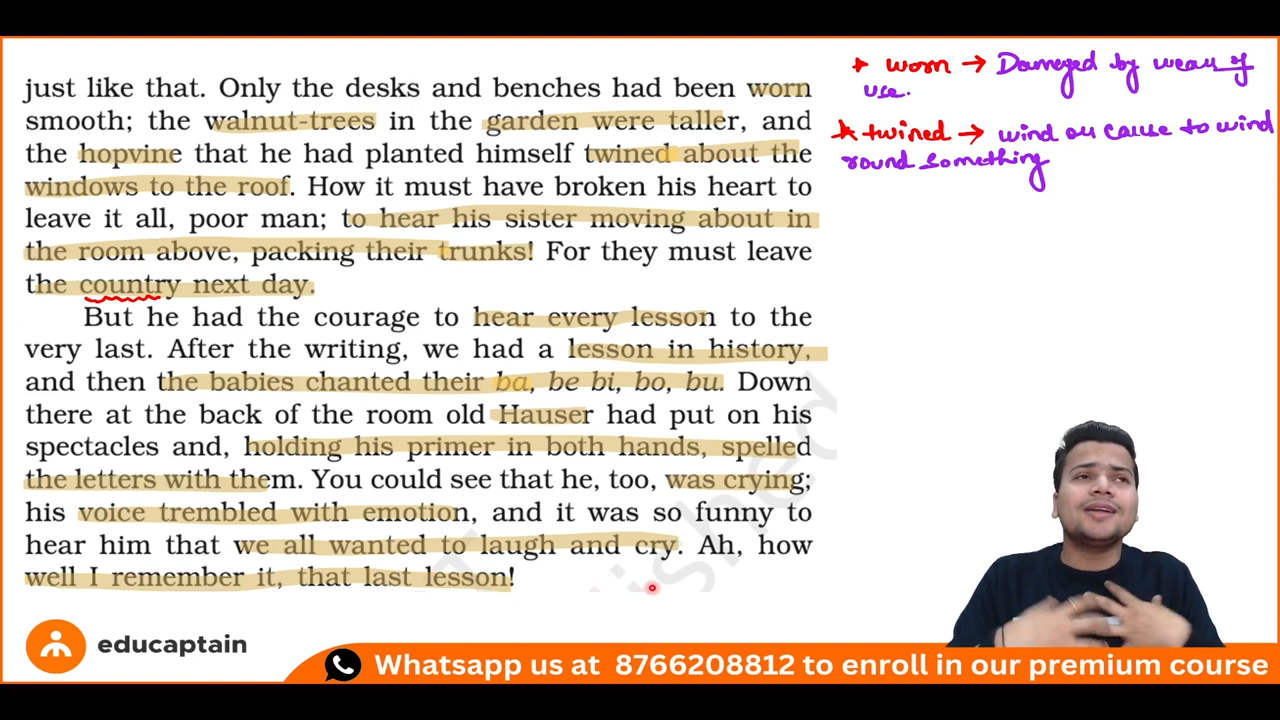 just like that. Only the desks and benches had been worn
smooth; the walnut-trees in the garden were taller, and
the hopvine that he had planted himself twined about the
windows to the roof. How it must have broken his heart to
leave it all, poor man; to hear his sister moving about in
the room above, packing their trunks! For they must leave
the country next day.
But he had the courage to hear every lesson to the
very last. After the writing, we had a lesson in history,
and then the babies chanted their ba, be bi, bo, bu. Down
there at the back of the room old Hauser had put on his
spectacles and, holding his primer in both hands, spelled
the letters with them. You could see that he, too, was crying;
his voice trembled with emotion, and it was so funny to
hear him that we all wanted to laugh and cry. Ah, how
well I remember it, that last lesson!
worn → Damaged by wear of
use.
twined → wind or cause to wind
round something
educaptain
Whatsapp us at 8766208812 to enroll in our premium course